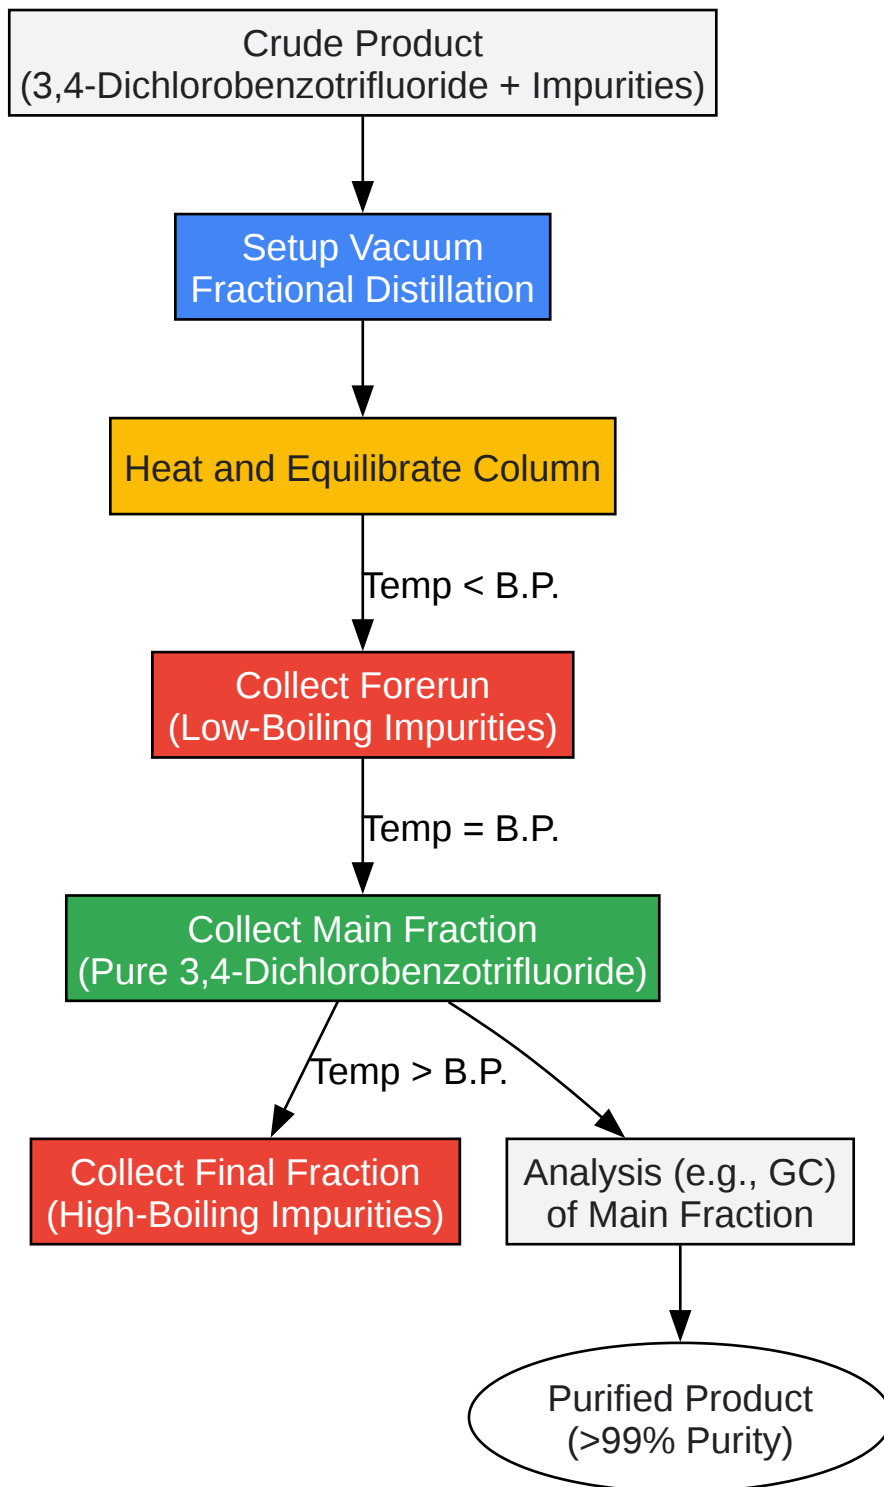 Crude Product
(3,4-Dichlorobenzotrifluoride + Impurities)
Setup Vacuum
Fractional Distillation
Heat and Equilibrate Column
Temp < B.P.
Collect Forerun
(Low-Boiling Impurities)
Temp = B.P.
Collect Main Fraction
(Pure 3,4-Dichlorobenzotrifluoride)
Temp > B.P.
Collect Final Fraction
(High-Boiling Impurities)
Analysis (e.g., GC)
of Main Fraction
Purified Product
(>99% Purity)